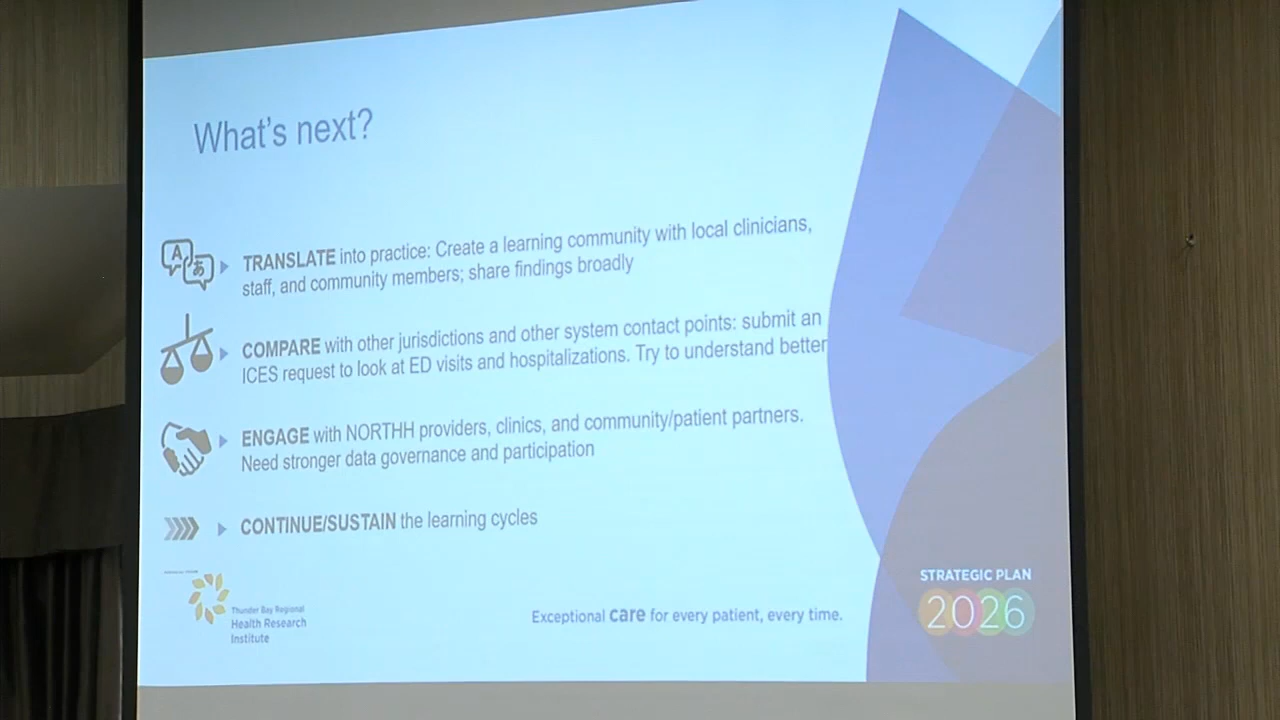 What's next?
A
あ
TRANSLATE into practice: Create a learning community with local clinicians,
staff, and community members; share findings broadly
COMPARE with other jurisdictions and other system contact points: submit an
ICES request to look at ED visits and hospitalizations. Try to understand better
ENGAGE with NORTHH providers, clinics, and community/patient partners.
Need stronger data governance and participation
CONTINUE/SUSTAIN the learning cycles
Thunder Bay Regional
Health Research
Institute
Exceptional care for every patient, every time.
STRATEGIC PLAN
2026